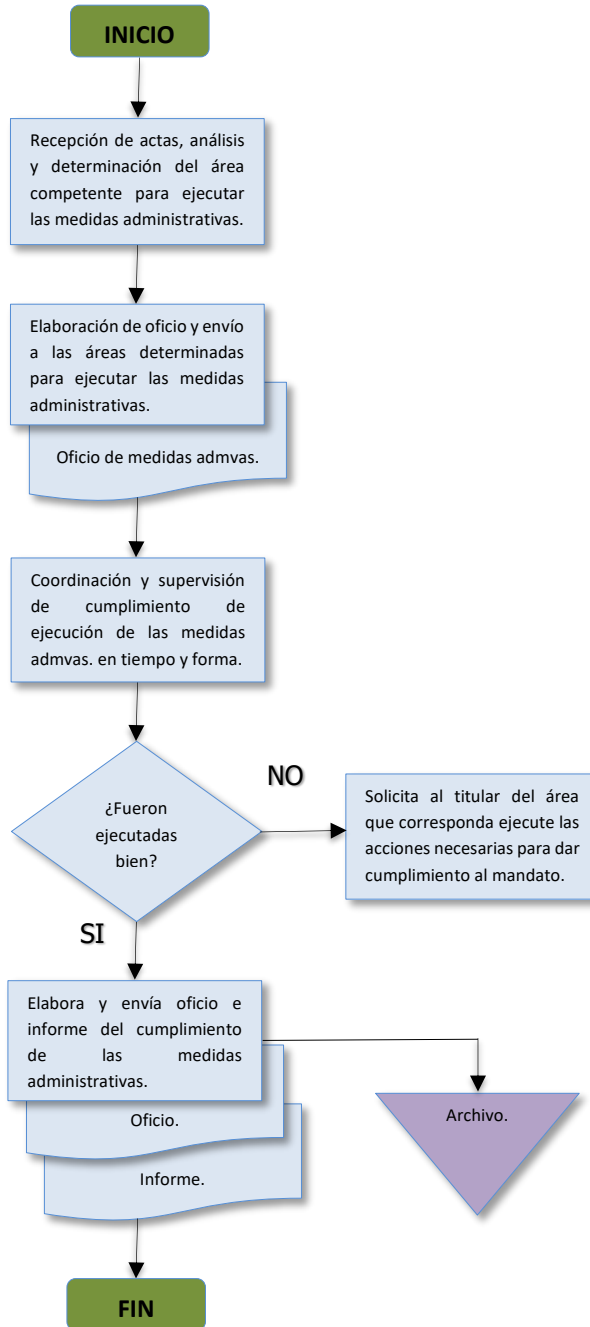 INICIO
Recepción de actas, análisis
y determinación del área
competente para ejecutar
las medidas administrativas.
Elaboración de oficio y envío
a las áreas determinadas
para ejecutar las medidas
administrativas.
Oficio de medidas admvas.
Coordinación y supervisión
de cumplimiento de
ejecución de las medidas
admvas. en tiempo y forma.
¿Fueron
ejecutadas
bien?
NO
Solicita al titular del área
que corresponda ejecute las
acciones necesarias para dar
cumplimiento al mandato.
SI
Elabora y envía oficio e
informe del cumplimiento
de las medidas
administrativas.
Oficio.
Informe.
Archivo.
FIN